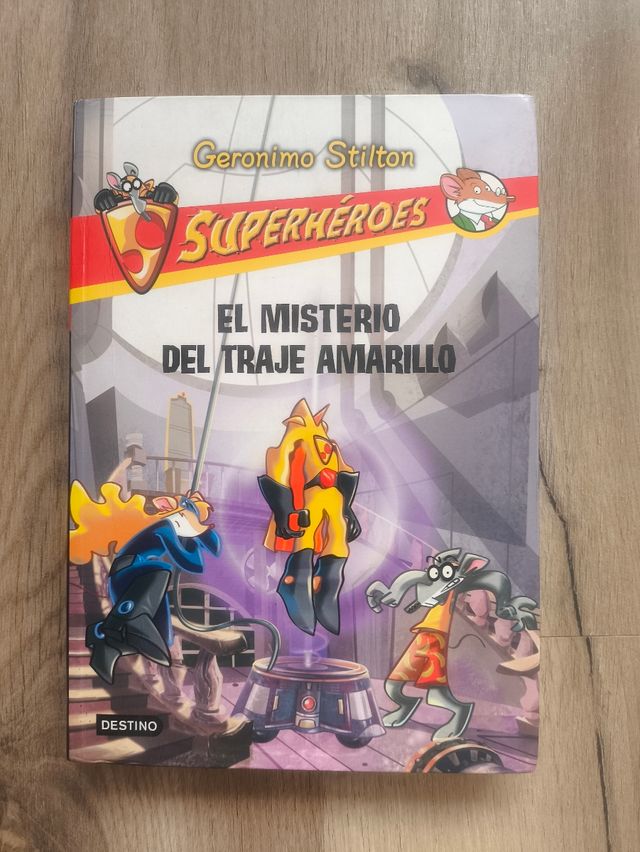 Geronimo Stilton
SUPERHÉROES
EL MISTERIO
DEL TRAJE AMARILLO
DESTINO